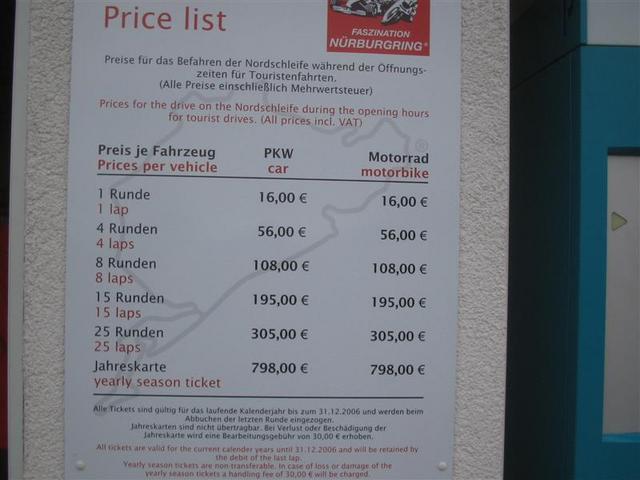 Price list
FASZINATION
NÜRBURGRING®
Preise für das Befahren der Nordschleife während der Öffnungs-
zeiten für Touristenfahrten.
(Alle Preise einschließlich Mehrwertsteuer)
Prices for the drive on the Nordschleife during the opening hours
for tourist drives. (All prices incl. VAT)
Preis je Fahrzeug PKW Motorrad
Prices per vehicle car motorbike
1 Runde 16,00 € 16,00 €
1 lap
4 Runden 56,00 € 56,00 €
4 laps
8 Runden 108,00 € 108,00 €
8 laps
15 Runden 195,00 € 195,00 €
15 laps
25 Runden 305,00 € 305,00 €
25 laps
Jahreskarte 798,00 € 798,00 €
yearly season ticket
Alle Tickets sind gültig für das laufende Kalenderjahr bis zum 31.12.2006 und werden beim
Abbuchen der letzten Runde eingezogen.
Jahreskarten sind nicht übertragbar. Bei Verlust oder Beschädigung der
Jahreskarte wird eine Bearbeitungsgebühr von 30,00 € erhoben.
All tickets are valid for the current calender years until 31.12.2006 and will be retained by
the debit of the last lap.
Yearly season tickets are non-transferable. In case of loss or damage of the
yearly season tickets a handling fee of 30,00 € will be charged.